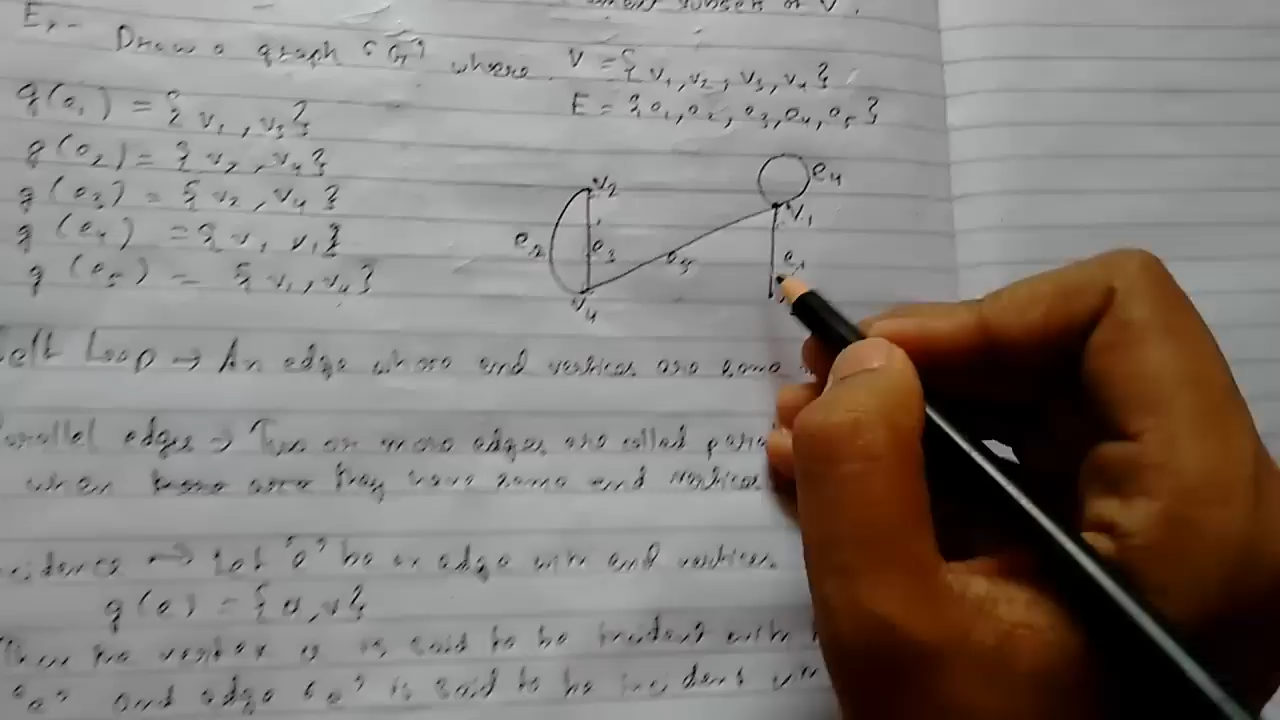 subset of V.
E,- Draw a graph "G" where V = { v1, v2, v3, v4 }
E = { e1, e2, e3, e4, e5 }
g(e1) = { v1, v3 }
g(e2) = { v2, v4 }
g(e3) = { v2, v4 }
g(e4) = { v1, v1 }
g(e5) = { v1, v4 }
v2
e4
v1
e2
e3
e5
e1
v4
Self Loop → An edge whose end vertices are same
Parallel edges → Two or more edges are called
when they have same end vertices
→ Let "e" be an edge with end vertices.
g(e) = { u, v }
Then the vertex u is said to be incident with
"e" and edge "e" is said to be incident